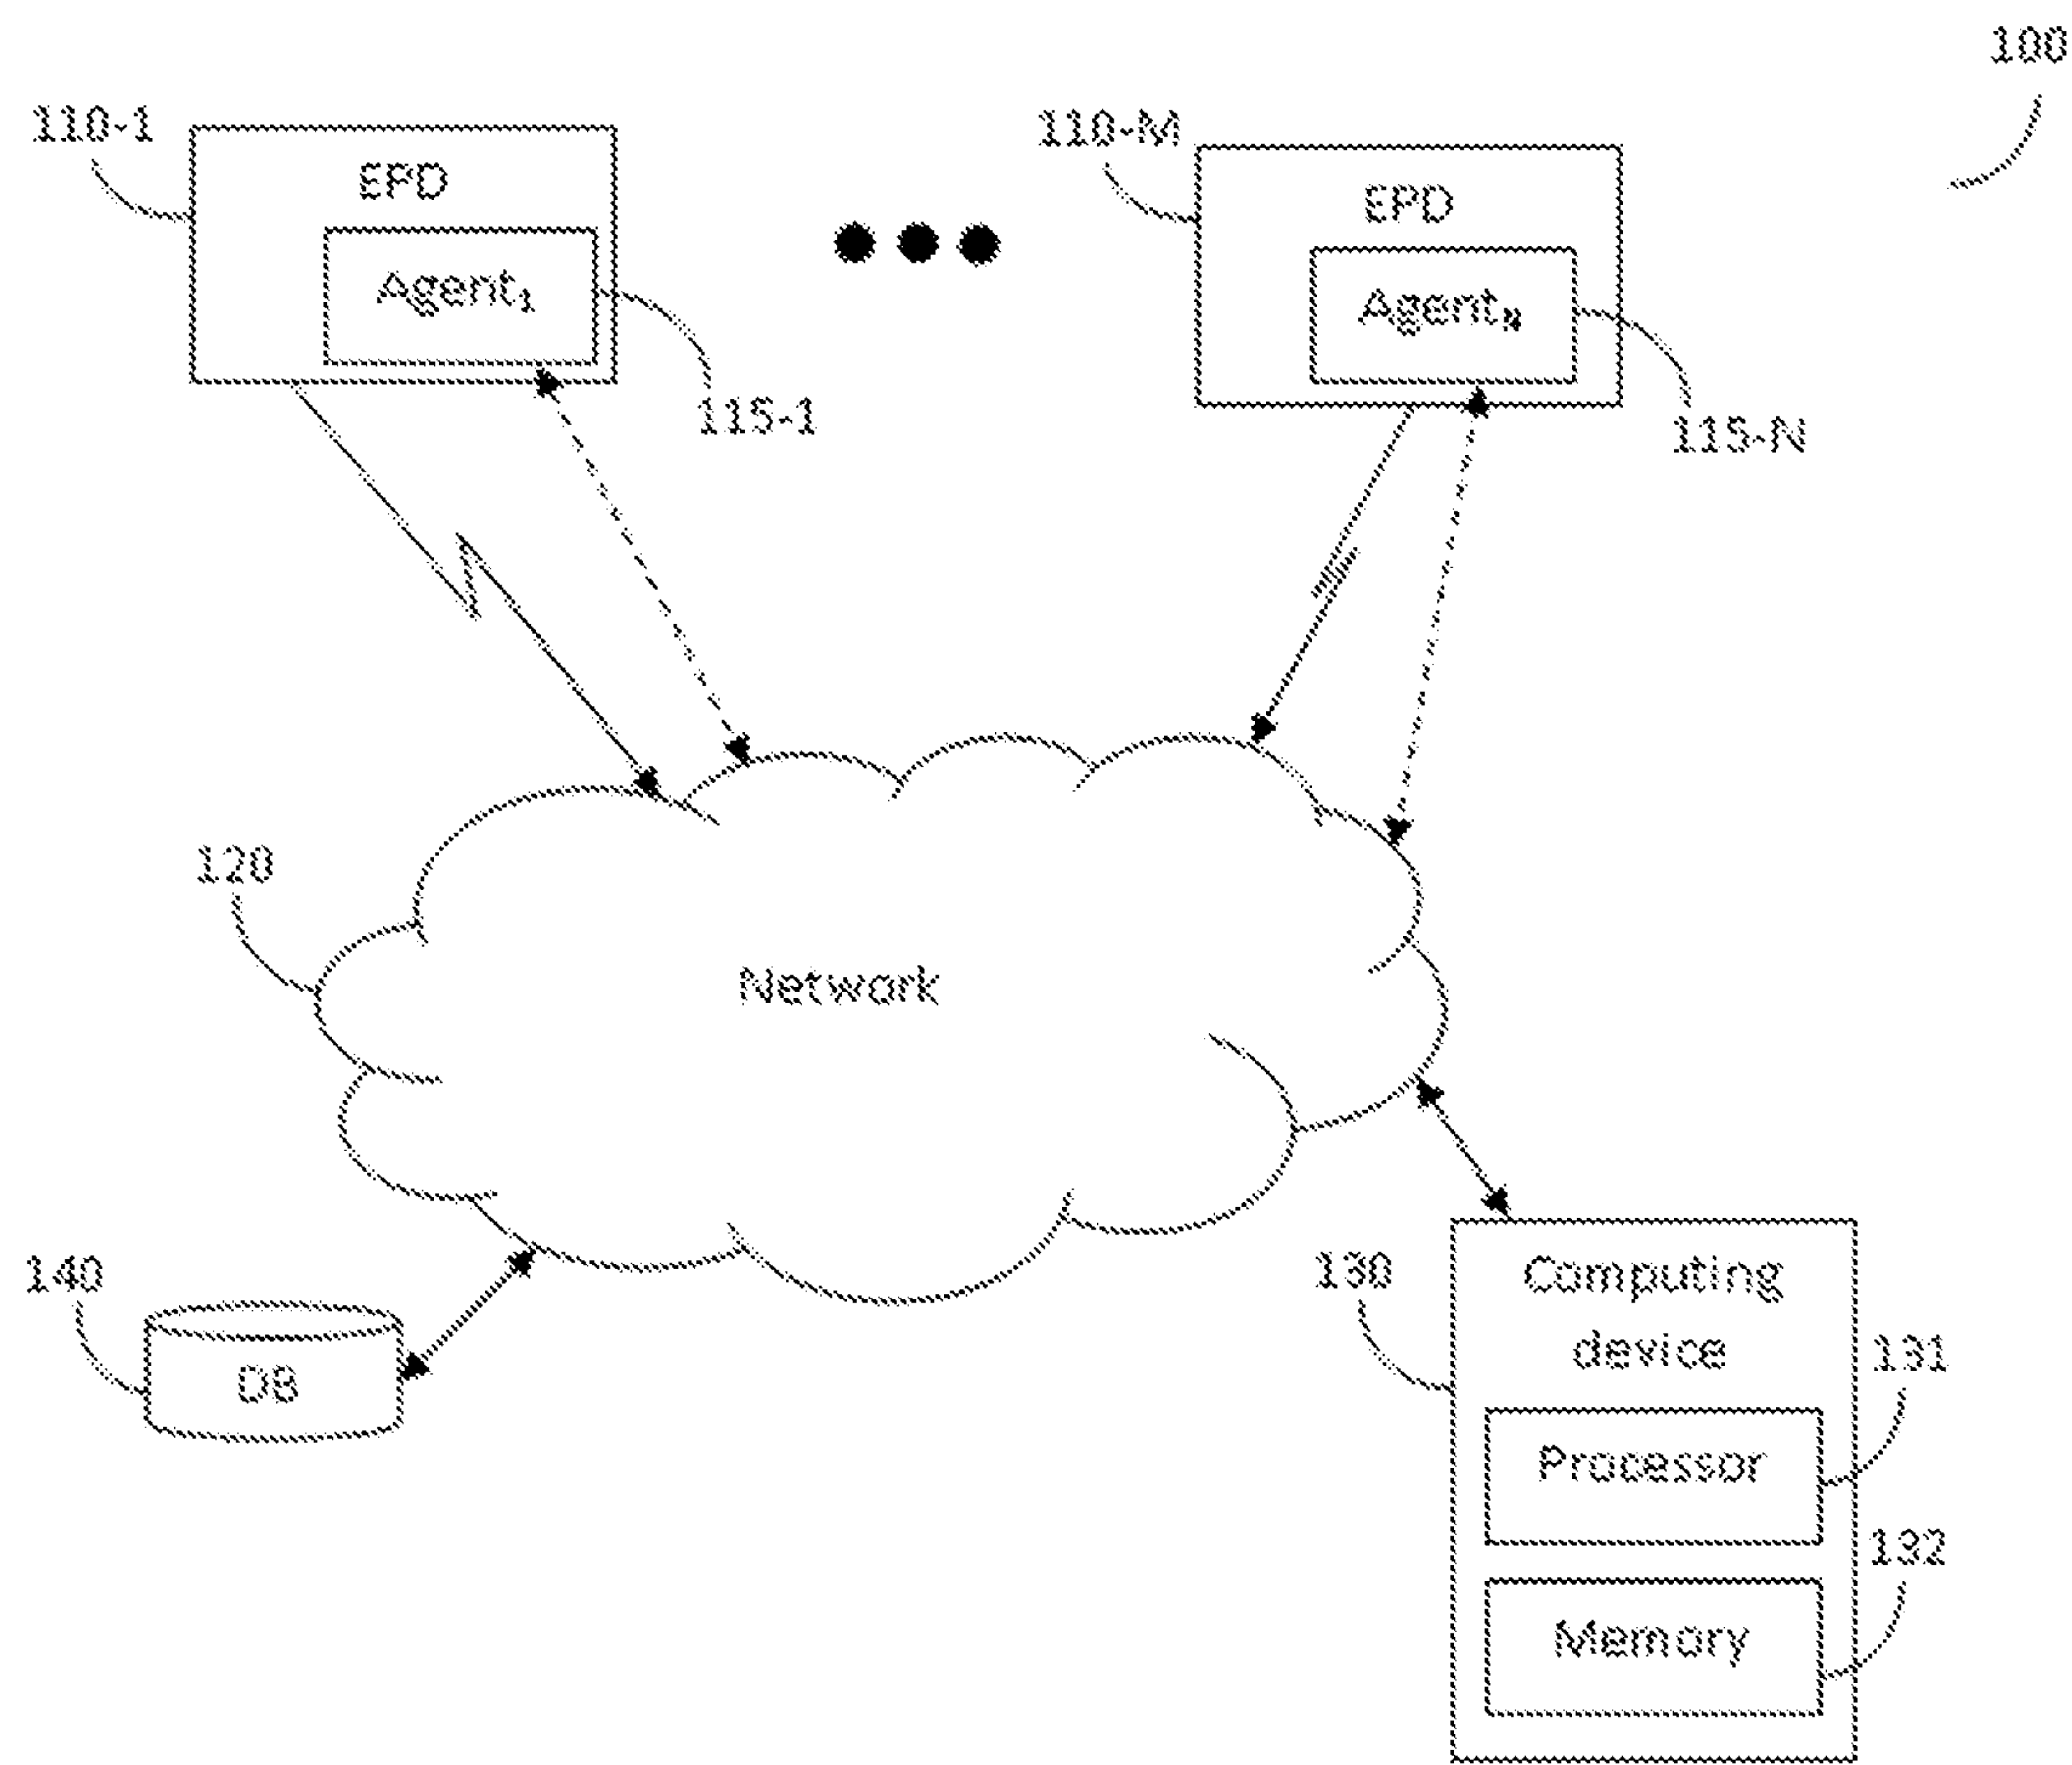 100
110-1
110-M
EPD
EPD
Agent1
AgentN
115-1
115-N
120
Network
140
DB
130
Computing
device
131
Processor
132
Memory